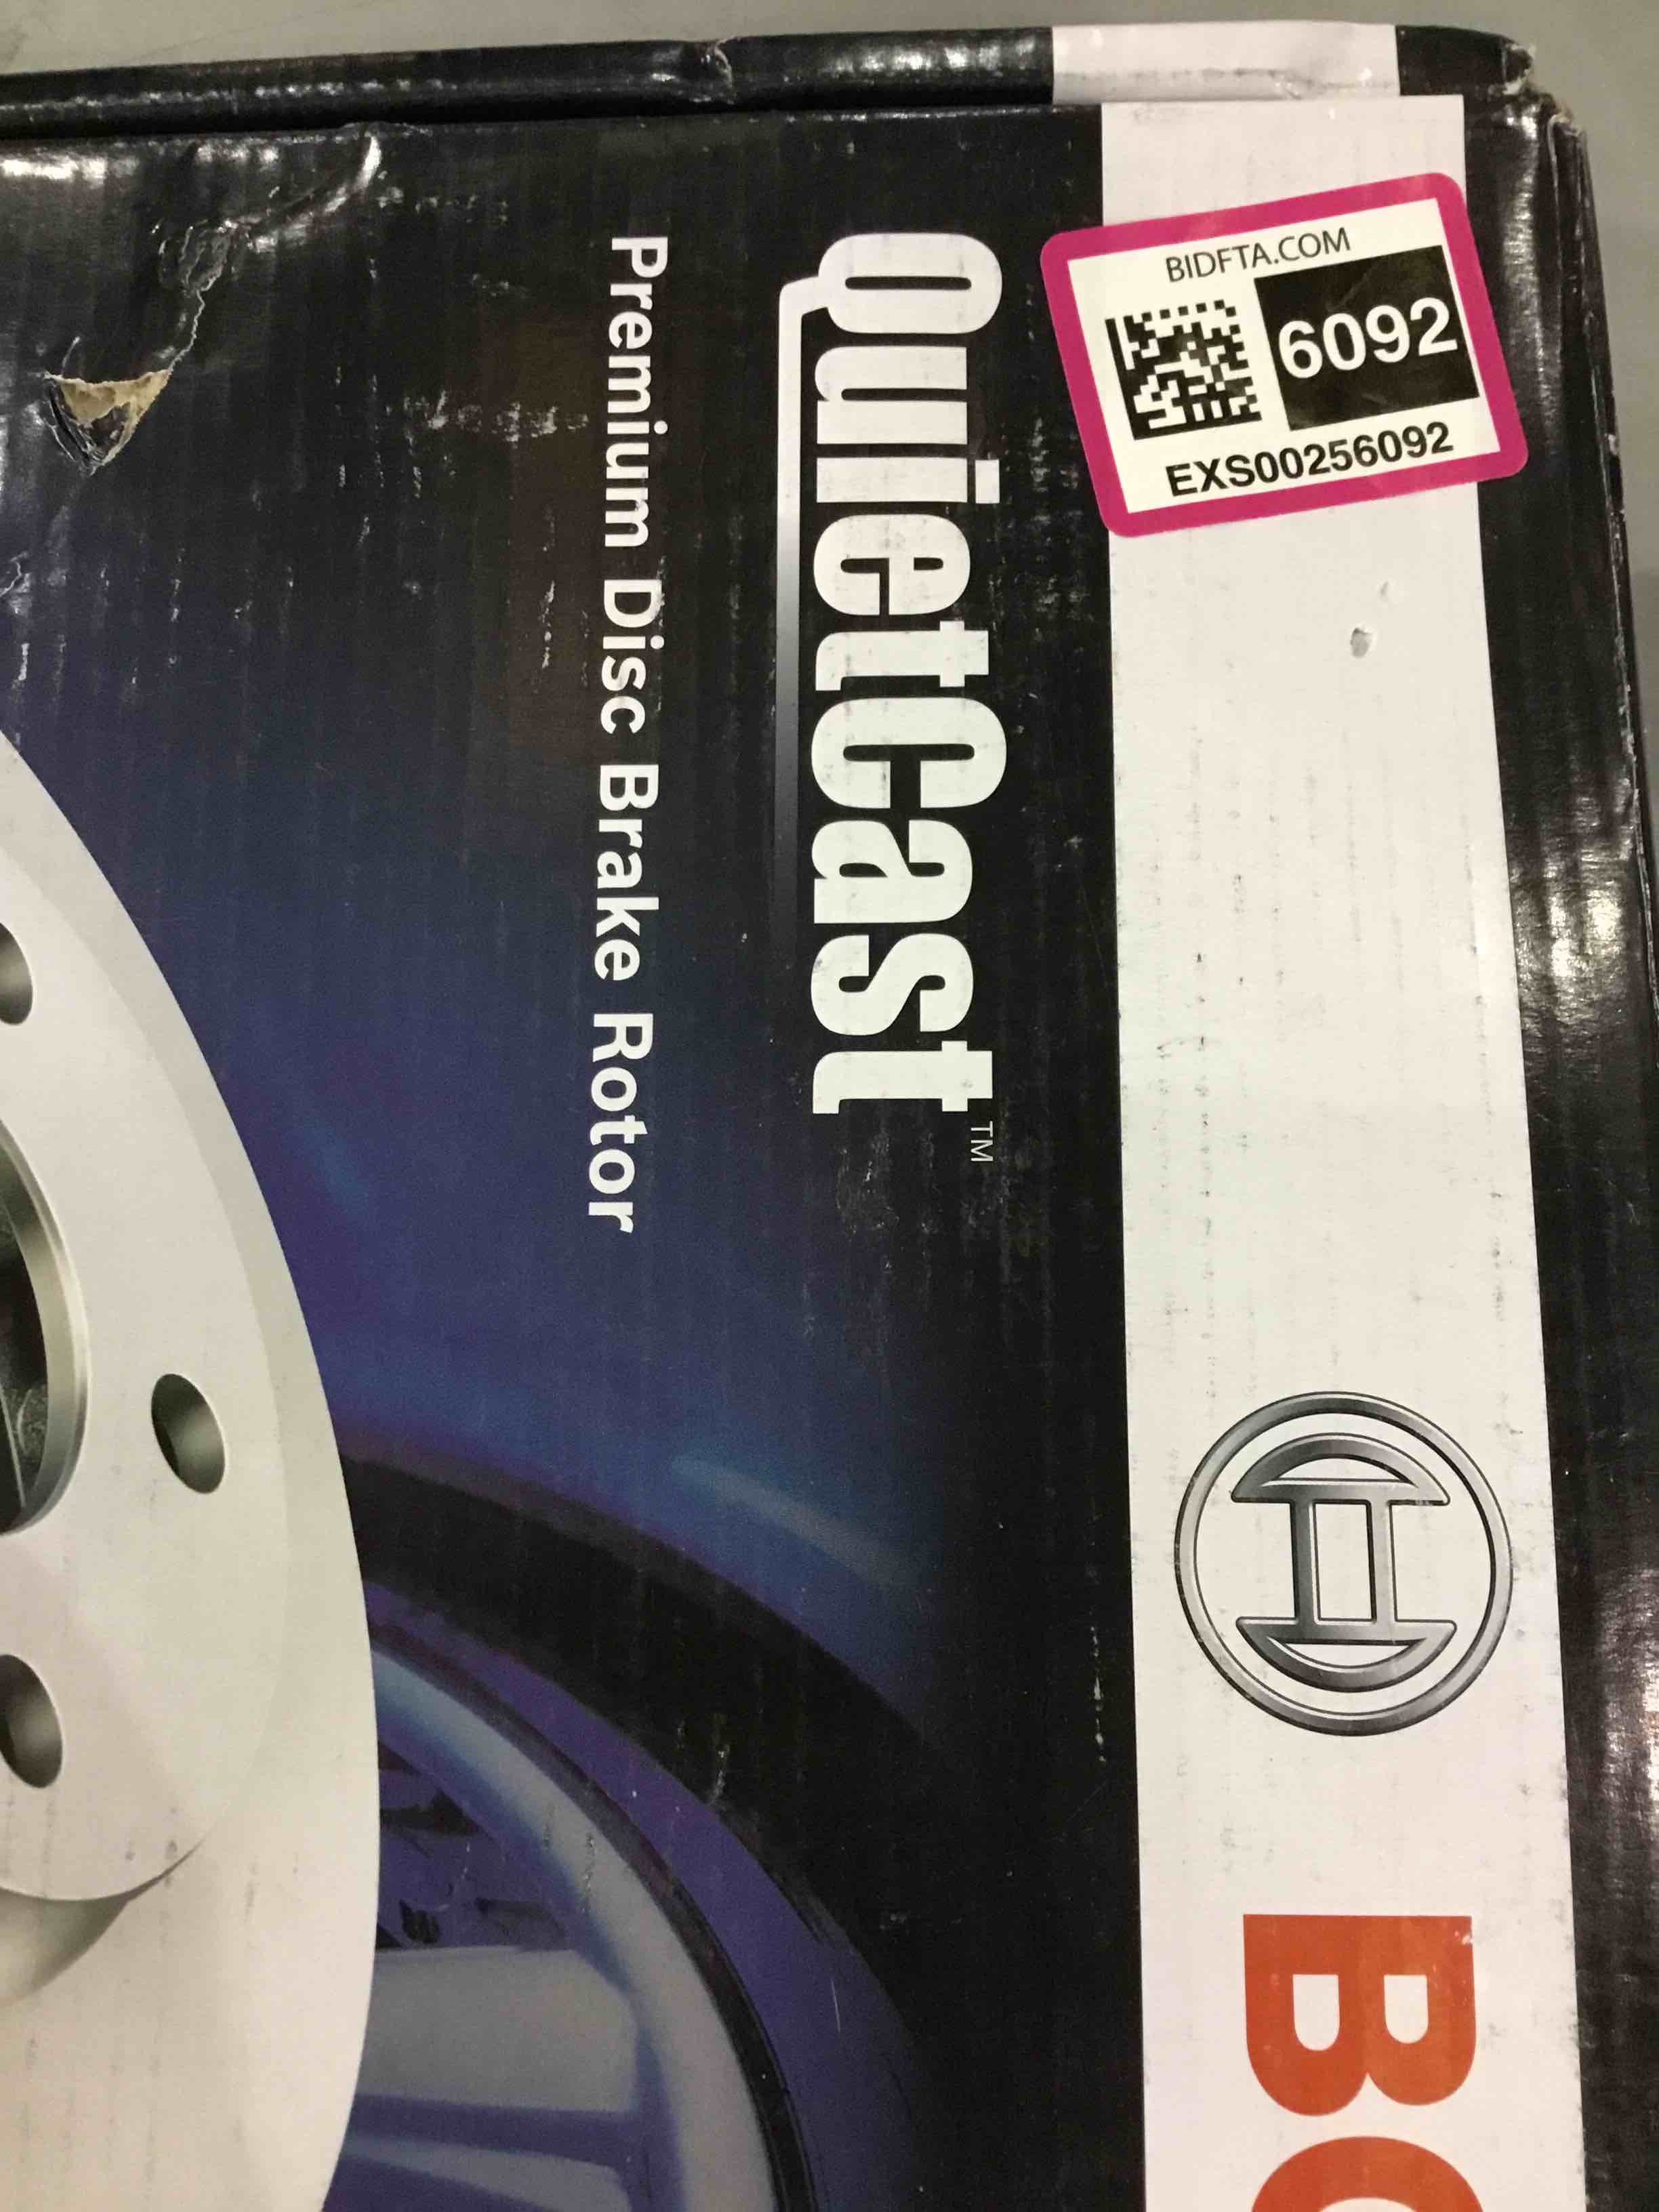 BIDFTA.COM
6092
EXS00256092
QuietCast™
Premium Disc Brake Rotor